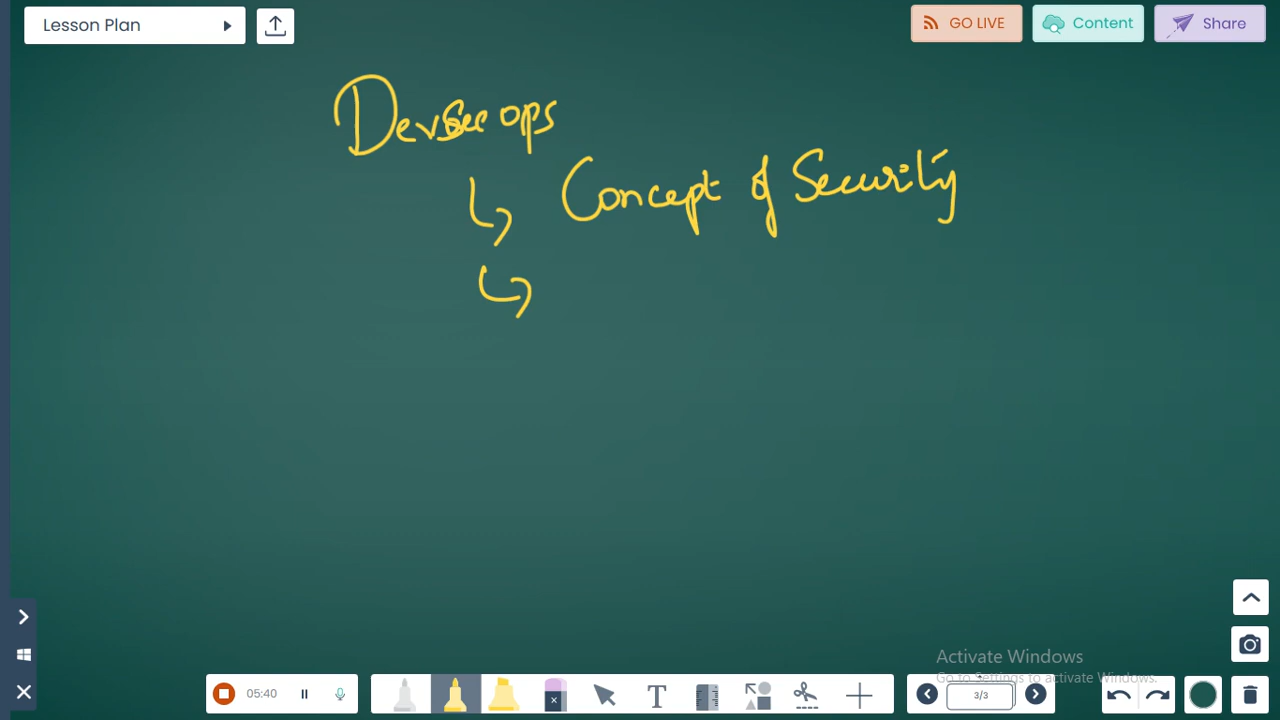 Lesson Plan
GO LIVE
Content
Share
DevSecops
Concept of Security
Activate Windows
Go to Settings to activate Windows.
05:40
T
3/3